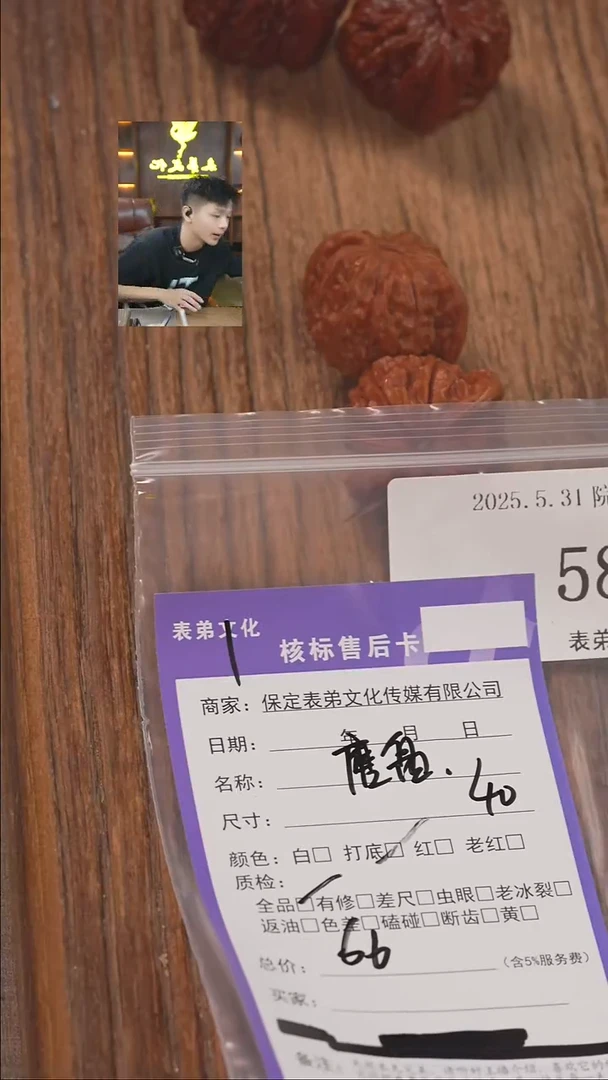 2025.5.31 院
58
表弟
表弟文化
核标售后卡
商家：保定表弟文化传媒有限公司
日期： 年 月 日
名称： 磨盘.
40
尺寸：
颜色：白□ 打底□ 红□ 老红□
质检：
全品□有修□差尺□虫眼□老冰裂□
返油□色差□磕碰□断齿□黄□
66
总价： (含5%服务费)
买家：
备注：